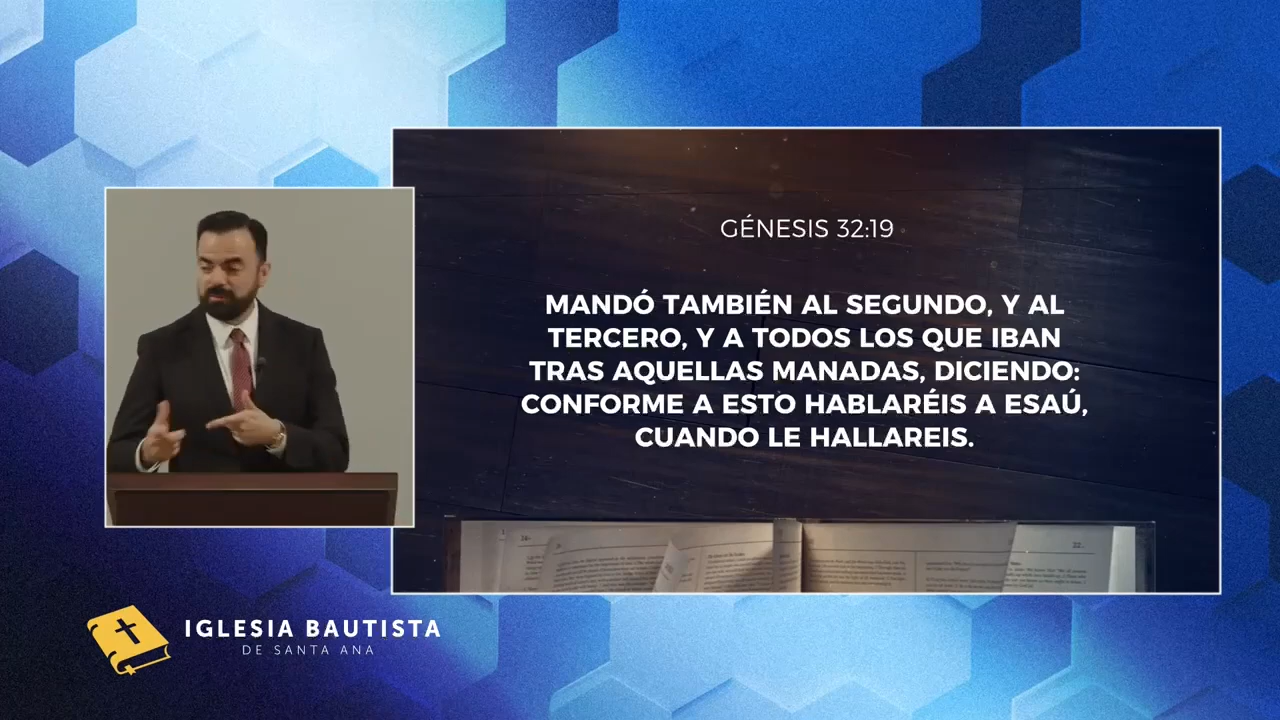 GÉNESIS 32:19
MANDÓ TAMBIÉN AL SEGUNDO, Y AL
TERCERO, Y A TODOS LOS QUE IBAN
TRAS AQUELLAS MANADAS, DICIENDO:
CONFORME A ESTO HABLARÉIS A ESAÚ,
CUANDO LE HALLAREIS.
IGLESIA BAUTISTA
DE SANTA ANA